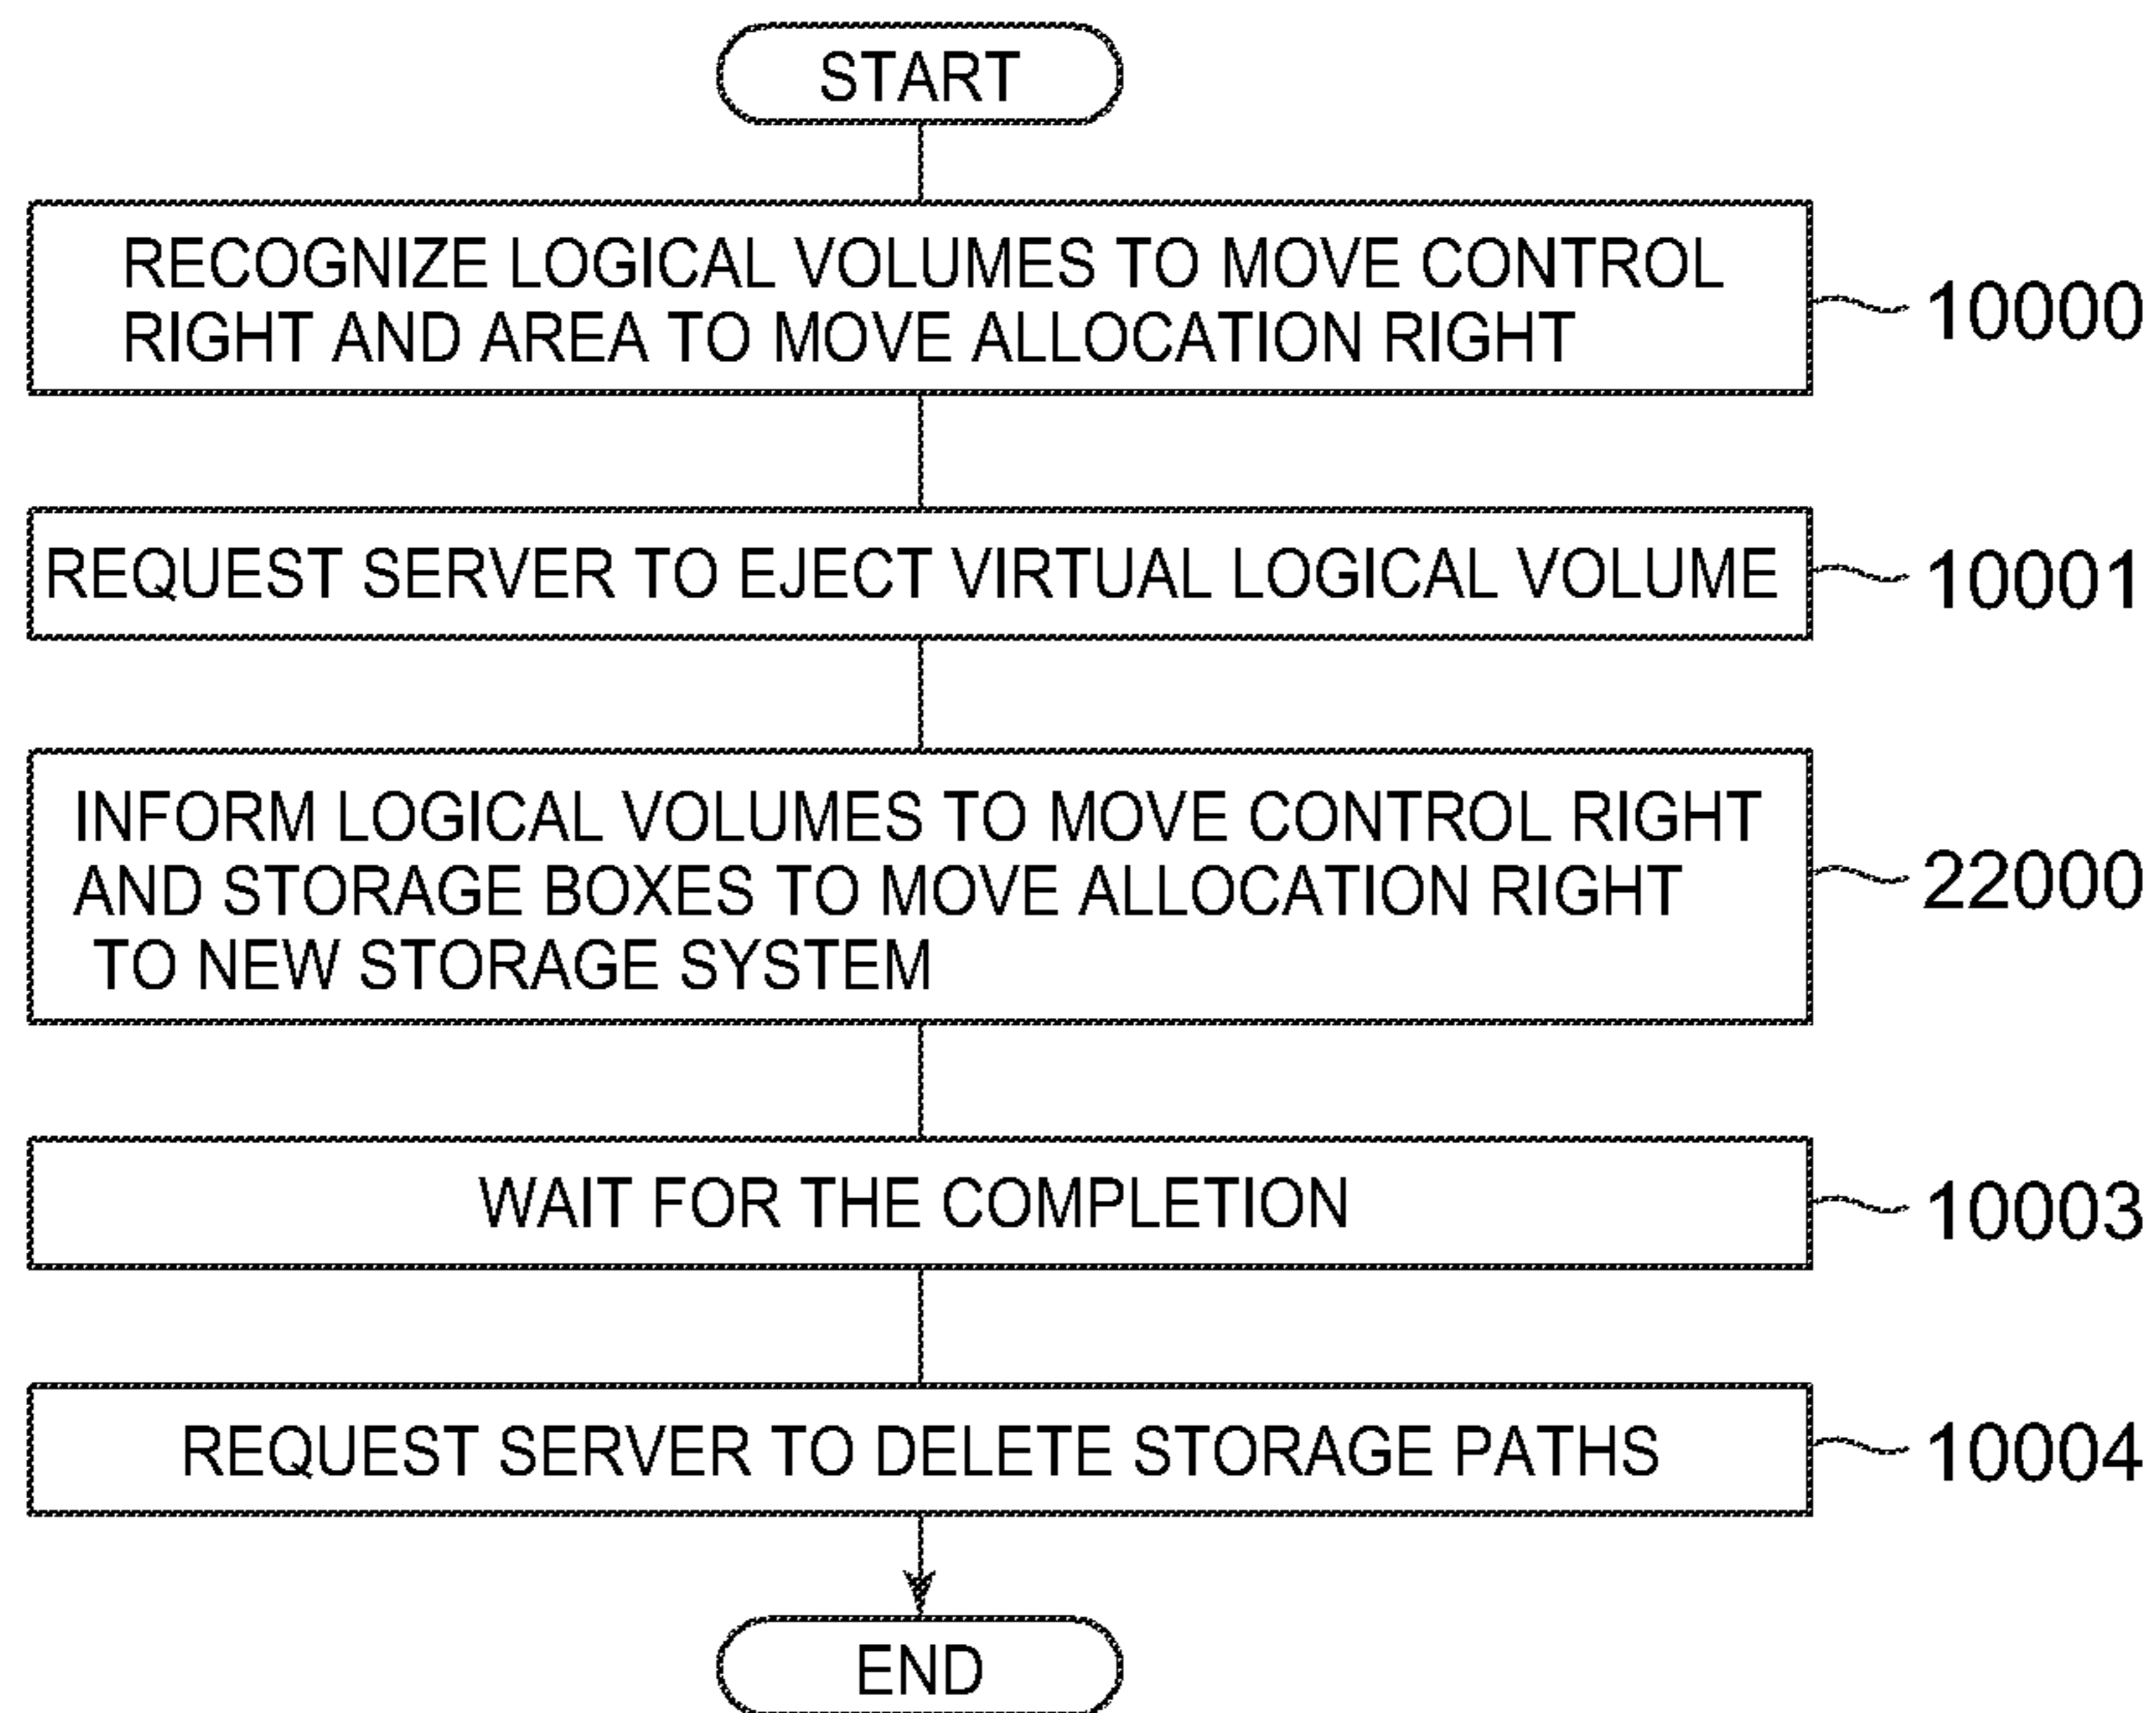 START
RECOGNIZE LOGICAL VOLUMES TO MOVE CONTROL
RIGHT AND AREA TO MOVE ALLOCATION RIGHT
10000
REQUEST SERVER TO EJECT VIRTUAL LOGICAL VOLUME
10001
INFORM LOGICAL VOLUMES TO MOVE CONTROL RIGHT
AND STORAGE BOXES TO MOVE ALLOCATION RIGHT
TO NEW STORAGE SYSTEM
22000
WAIT FOR THE COMPLETION
10003
REQUEST SERVER TO DELETE STORAGE PATHS
10004
END